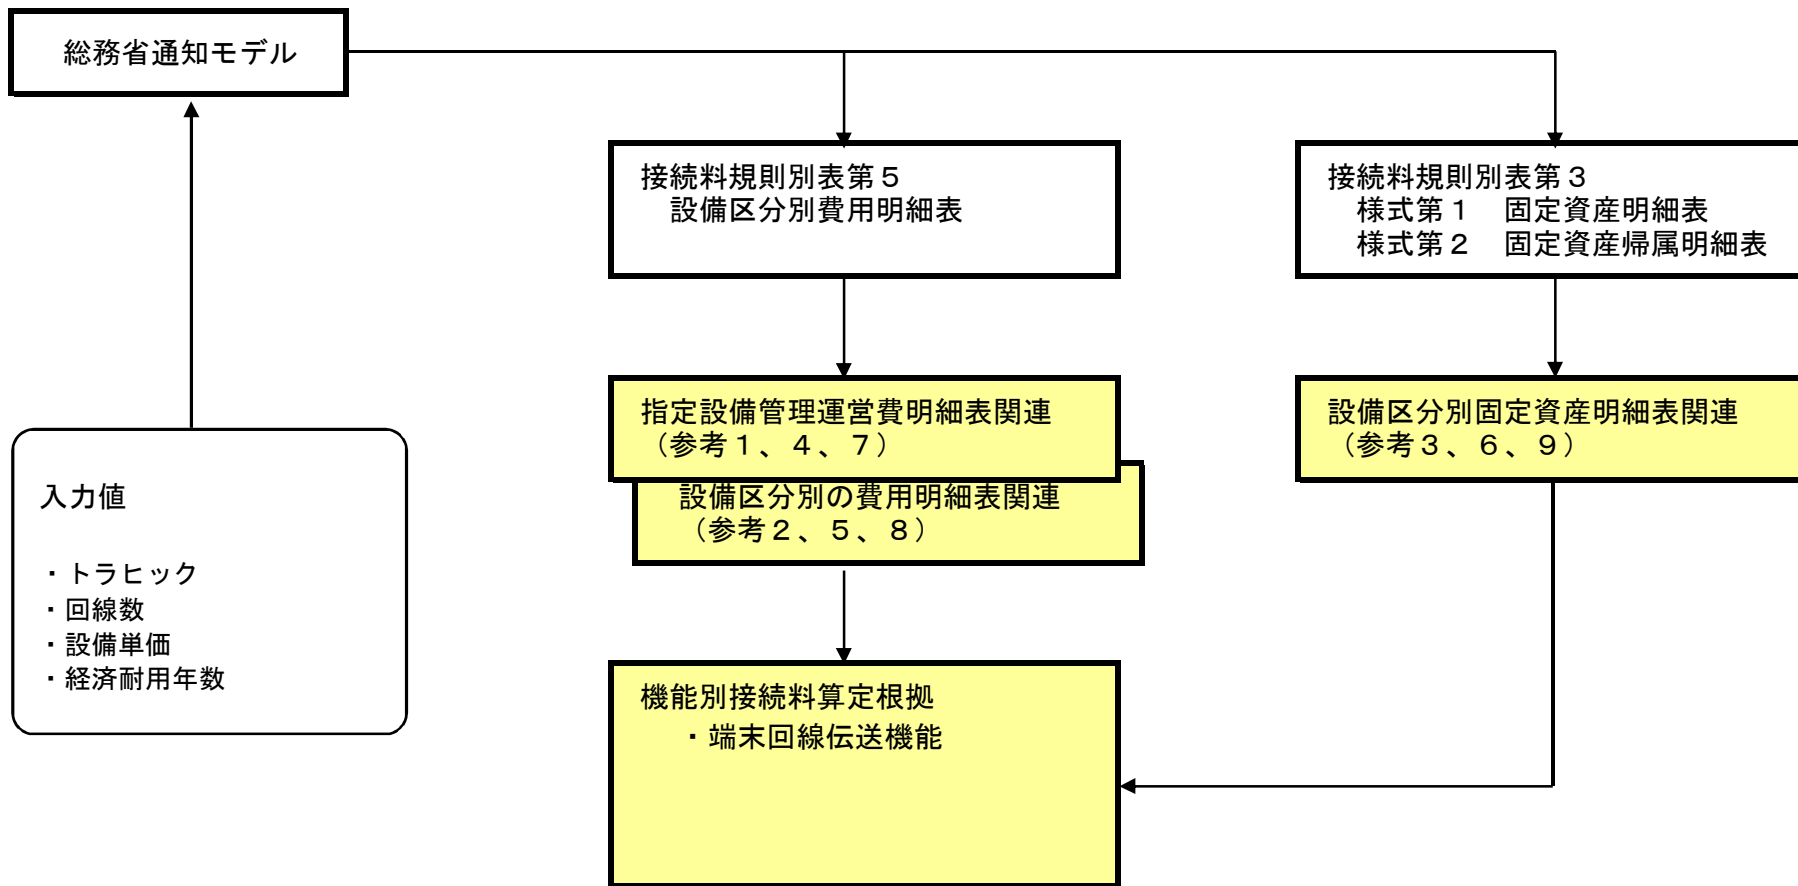 総務省通知モデル
接続料規則別表第５
設備区分別費用明細表
接続料規則別表第３
様式第１　固定資産明細表
様式第２　固定資産帰属明細表
指定設備管理運営費明細表関連
（参考１、４、７）
設備区分別の費用明細表関連
（参考２、５、８）
設備区分別固定資産明細表関連
（参考３、６、９）
入力値
・トラヒック
・回線数
・設備単価
・経済耐用年数
機能別接続料算定根拠
・端末回線伝送機能